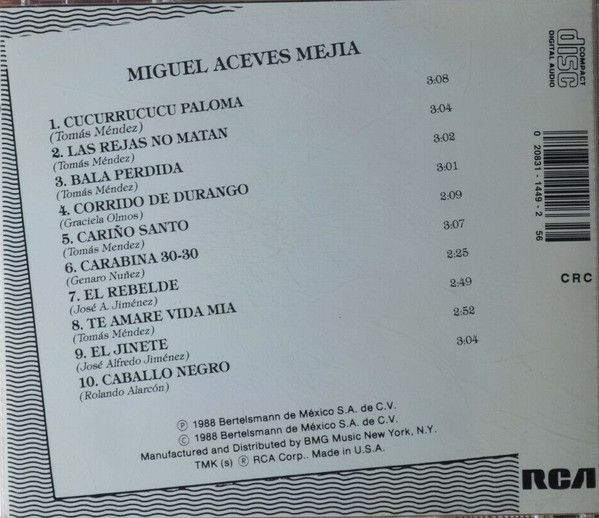 MIGUEL ACEVES MEJIA
1. CUCURRUCUCU PALOMA 3:08
(Tomás Méndez)
2. LAS REJAS NO MATAN 3:04
(Tomás Méndez)
3. BALA PERDIDA 3:02
(Tomás Méndez)
4. CORRIDO DE DURANGO 3:01
(Graciela Olmos)
5. CARIÑO SANTO 2:09
(Tomás Mendez)
6. CARABINA 30-30 3:07
(Genaro Nuñez)
7. EL REBELDE 2:25
(José A. Jiménez)
8. TE AMARE VIDA MIA 2:49
(Tomás Méndez)
9. EL JINETE 2:52
(José Alfredo Jiménez)
10. CABALLO NEGRO 3:04
(Rolando Alarcón)
Ⓟ 1988 Bertelsmann de México S.A. de C.V.
© 1988 Bertelsmann de México S.A. de C.V.
Manufactured and Distributed by BMG Music New York, N.Y.
TMK (s) ® RCA Corp.. Made in U.S.A.
COMPACT
disc
DIGITAL AUDIO
0 20831-1449-2 56
CRC
RCA